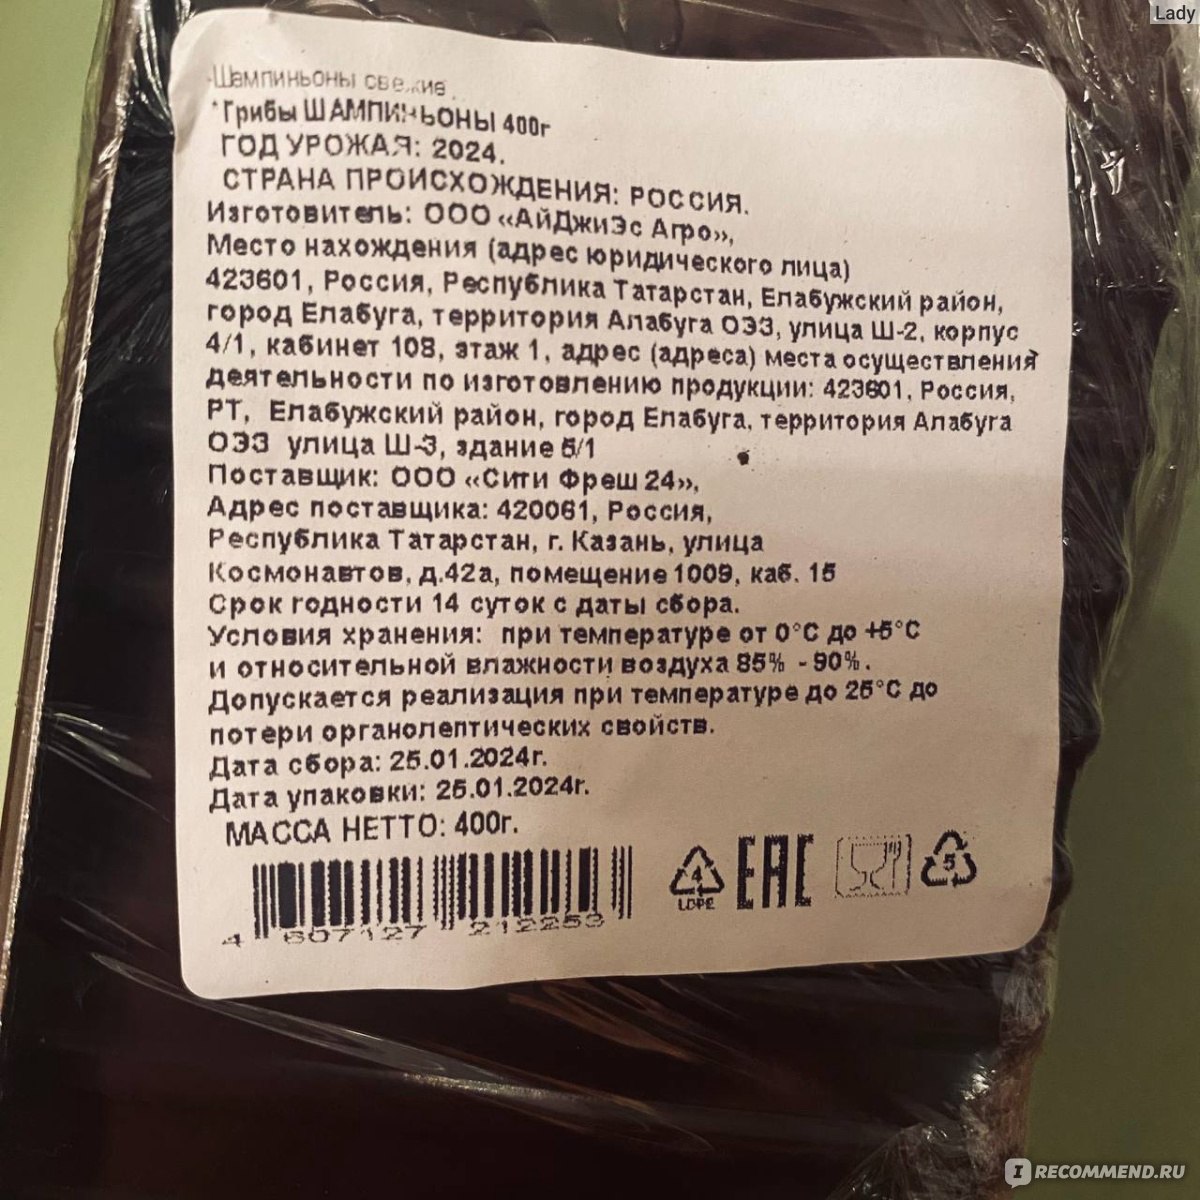 Lady
Шампиньоны свежие
*Грибы ШАМПИНЬОНЫ 400г
ГОД УРОЖАЯ: 2024.
СТРАНА ПРОИСХОЖДЕНИЯ: РОССИЯ.
Изготовитель: ООО «АйДжиЭс Агро»,
Место нахождения (адрес юридического лица)
423601, Россия, Республика Татарстан, Елабужский район,
город Елабуга, территория Алабуга ОЭЗ, улица Ш-2, корпус
4/1, кабинет 108, этаж 1, адрес (адреса) места осуществления
деятельности по изготовлению продукции: 423601, Россия,
РТ, Елабужский район, город Елабуга, территория Алабуга
ОЭЗ улица Ш-3, здание 5/1
Поставщик: ООО «Сити Фреш 24»,
Адрес поставщика: 420061, Россия,
Республика Татарстан, г. Казань, улица
Космонавтов, д.42а, помещение 1009, каб. 15
Срок годности 14 суток с даты сбора.
Условия хранения: при температуре от 0°С до +5°С
и относительной влажности воздуха 85% - 90%.
Допускается реализация при температуре до 25°С до
потери органолептических свойств.
Дата сбора: 25.01.2024г.
Дата упаковки: 25.01.2024г.
МАССА НЕТТО: 400г.
4 607127 212253
4 LDPE EAC 5
IRECOMMEND.RU